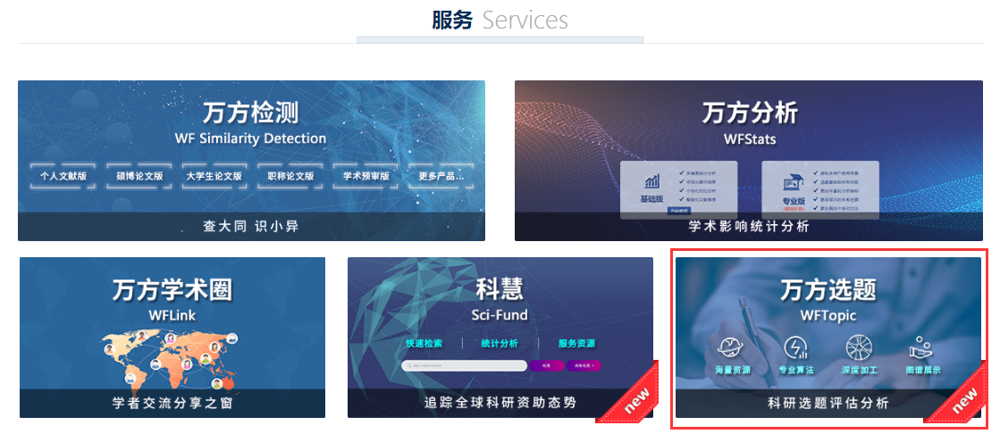 服务 Services
万方检测
WF Similarity Detection
个人文献版 硕博论文版 大学生论文版 职称论文版 学术预审版 更多产品...
查大同 识小异
万方分析
WFStats
基础版
专业版
学术影响统计分析
万方学术圈
WFLink
学者交流分享之窗
科慧
Sci-Fund
快速检索 统计分析 服务资源
追踪全球科研资助态势
new
万方选题
WFTopic
海量资源 专业算法 深度加工 图谱展示
科研选题评估分析
new